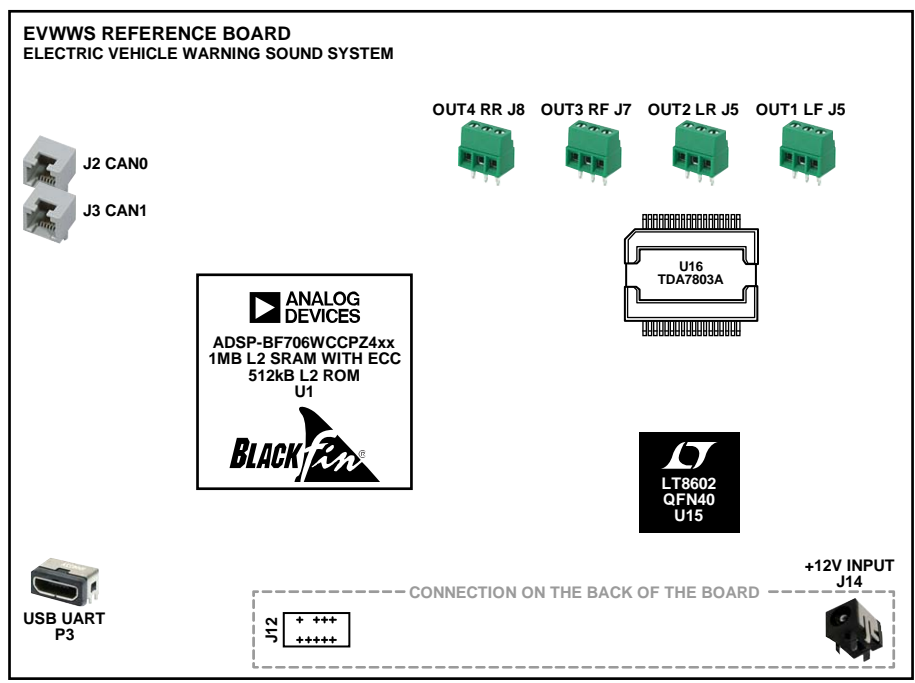 EVWWS REFERENCE BOARD
ELECTRIC VEHICLE WARNING SOUND SYSTEM
OUT4 RR J8
OUT3 RF J7
OUT2 LR J5
OUT1 LF J5
J2 CAN0
J3 CAN1
U16
TDA7803A
ANALOG
DEVICES
ADSP-BF706WCCPZ4xx
1MB L2 SRAM WITH ECC
512kB L2 ROM
U1
BLACKfin®
LT8602
QFN40
U15
+12V INPUT
J14
CONNECTION ON THE BACK OF THE BOARD
USB UART
P3
J12
+ +++
+++++